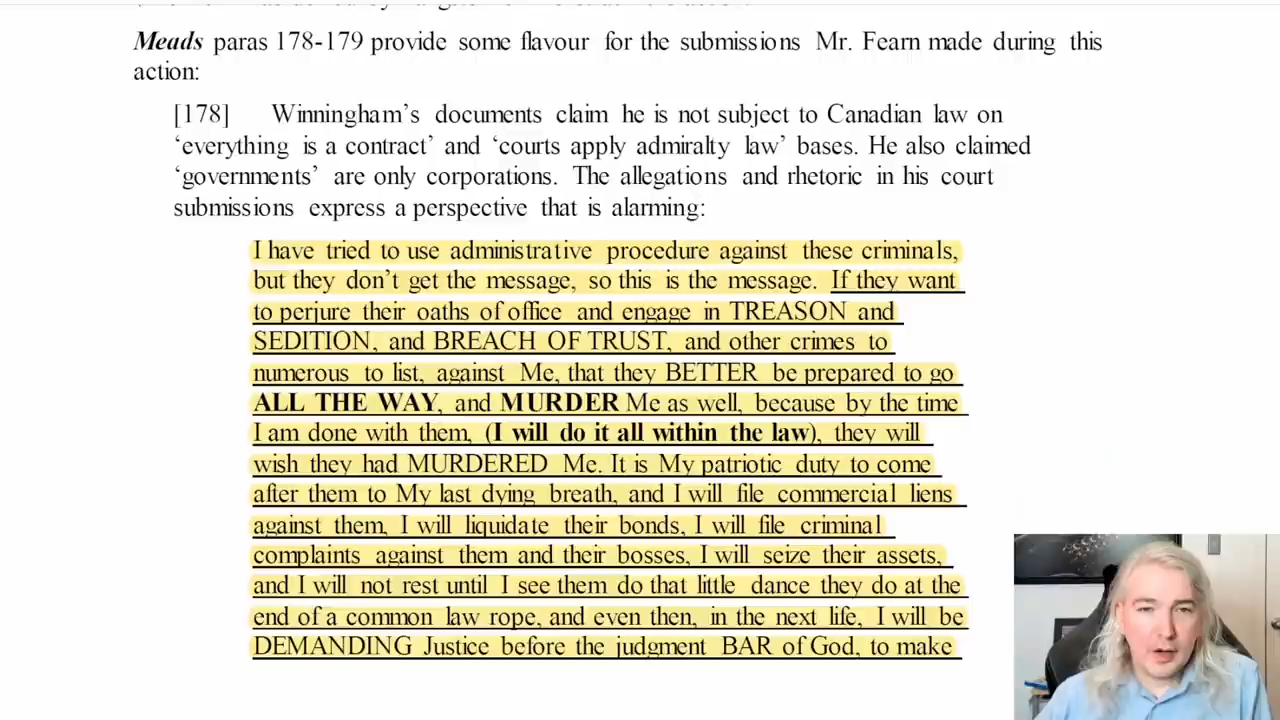 Meads paras 178-179 provide some flavour for the submissions Mr. Fearn made during this
action:
[178] Winningham's documents claim he is not subject to Canadian law on
'everything is a contract' and 'courts apply admiralty law' bases. He also claimed
'governments' are only corporations. The allegations and rhetoric in his court
submissions express a perspective that is alarming:
I have tried to use administrative procedure against these criminals,
but they don't get the message, so this is the message. If they want
to perjure their oaths of office and engage in TREASON and
SEDITION, and BREACH OF TRUST, and other crimes to
numerous to list, against Me, that they BETTER be prepared to go
ALL THE WAY, and MURDER Me as well, because by the time
I am done with them, (I will do it all within the law), they will
wish they had MURDERED Me. It is My patriotic duty to come
after them to My last dying breath, and I will file commercial liens
against them, I will liquidate their bonds, I will file criminal
complaints against them and their bosses, I will seize their assets,
and I will not rest until I see them do that little dance they do at the
end of a common law rope, and even then, in the next life, I will be
DEMANDING Justice before the judgment BAR of God, to make